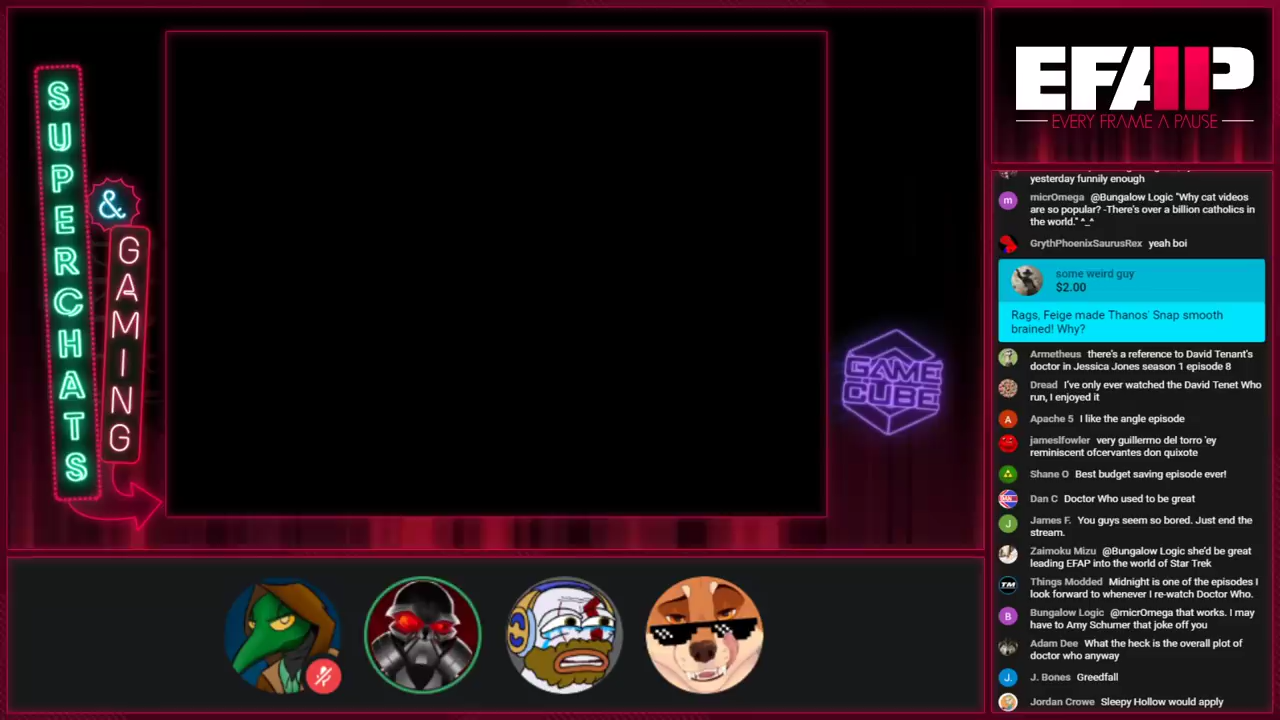 SUPERCHATS
&
GAMING
GAME
CUBE
EFAP
EVERY FRAME A PAUSE
yesterday funnily enough
micrOmega @Bungalow Logic "Why cat videos
are so popular? -There's over a billion catholics in
the world." ^_^
GrythPhoenixSaurusRex yeah boi
some weird guy
$2.00
Rags, Feige made Thanos' Snap smooth
brained! Why?
Armetheus there's a reference to David Tenant's
doctor in Jessica Jones season 1 episode 8
Dread I've only ever watched the David Tenet Who
run, I enjoyed it
Apache 5 I like the angle episode
jameslfowler very guillermo del torro 'ey
reminiscent ofcervantes don quixote
Shane O Best budget saving episode ever!
Dan C Doctor Who used to be great
James F. You guys seem so bored. Just end the
stream.
Zaimoku Mizu @Bungalow Logic she'd be great
leading EFAP into the world of Star Trek
Things Modded Midnight is one of the episodes I
look forward to whenever I re-watch Doctor Who.
Bungalow Logic @micrOmega that works. I may
have to Amy Schumer that joke off you
Adam Dee What the heck is the overall plot of
doctor who anyway
J. Bones Greedfall
Jordan Crowe Sleepy Hollow would apply